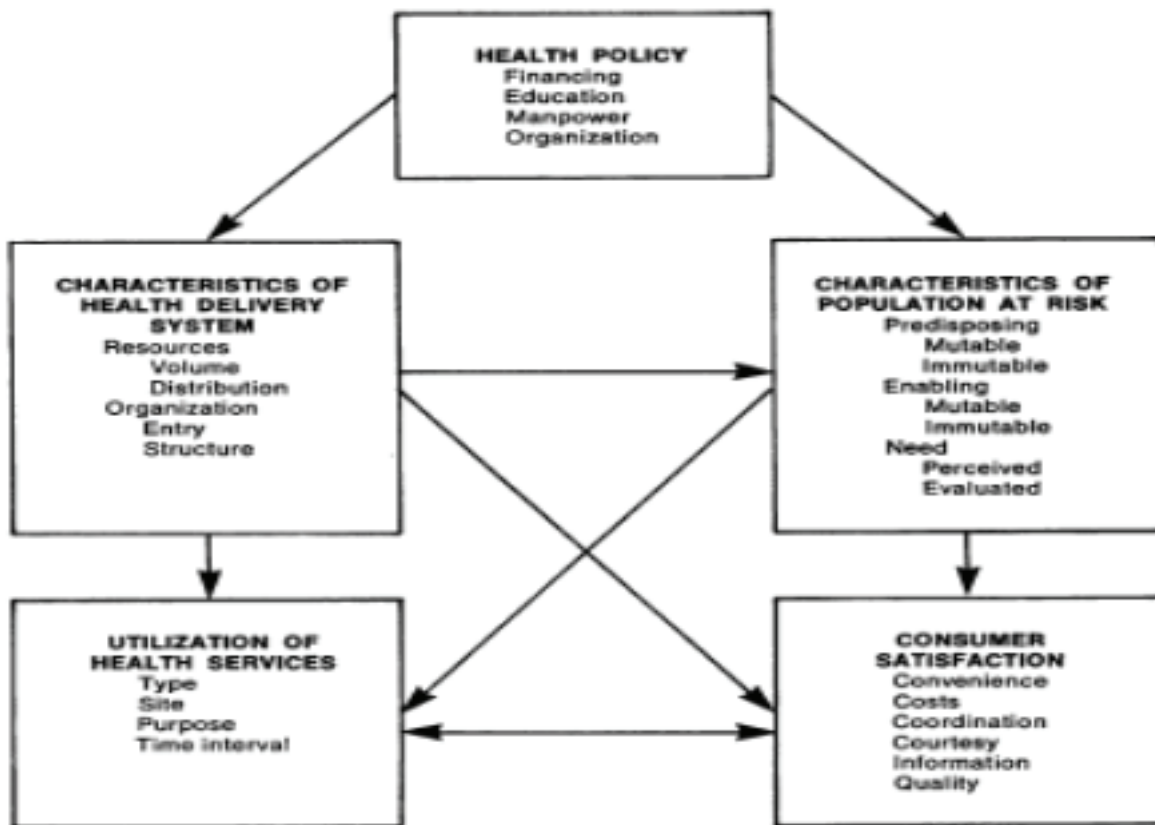 HEALTH POLICY
Financing
Education
Manpower
Organization
CHARACTERISTICS OF
HEALTH DELIVERY
SYSTEM
Resources
Volume
Distribution
Organization
Entry
Structure
CHARACTERISTICS OF
POPULATION AT RISK
Predisposing
Mutable
Immutable
Enabling
Mutable
Immutable
Need
Perceived
Evaluated
UTILIZATION OF
HEALTH SERVICES
Type
Site
Purpose
Time interval
CONSUMER
SATISFACTION
Convenience
Costs
Coordination
Courtesy
Information
Quality